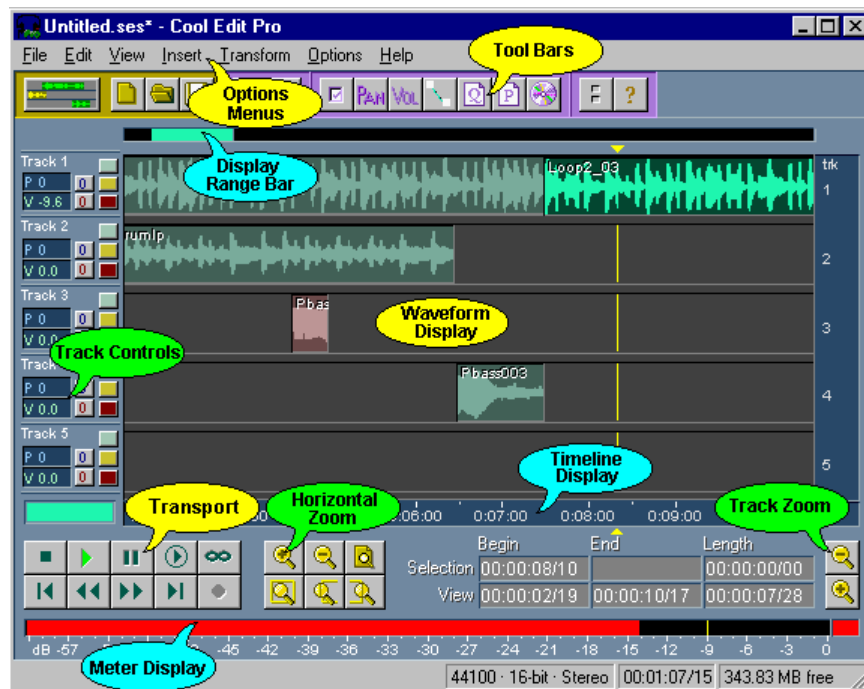 Untitled.ses* - Cool Edit Pro
File Edit View Insert Transform Options Help
Tool Bars
Options
Menus
PAN VOL Q P F ?
Display
Range Bar
Track 1
P 0 0
V -9.6 0
Loop2_03
trk
1
Track 2
P 0 0
V 0.0 0
rumlp
2
Track 3
P 0 0
V 0.0
Pbas
Waveform
Display
3
Track Controls
Track
P 0
V 0.0 0
Pbass003
4
Track 5
P 0 0
V 0.0 0
5
Timeline
Display
Transport
Horizontal
Zoom
Track Zoom
:06:00 0:07:00 0:08:00 0:09:00
Begin End Length
Selection 00:00:08/10 00:00:00/00
View 00:00:02/19 00:00:10/17 00:00:07/28
dB -57 -45 -42 -39 -36 -33 -30 -27 -24 -21 -18 -15 -12 -9 -6 -3 0
Meter Display
44100 · 16-bit · Stereo 00:01:07/15 343.83 MB free